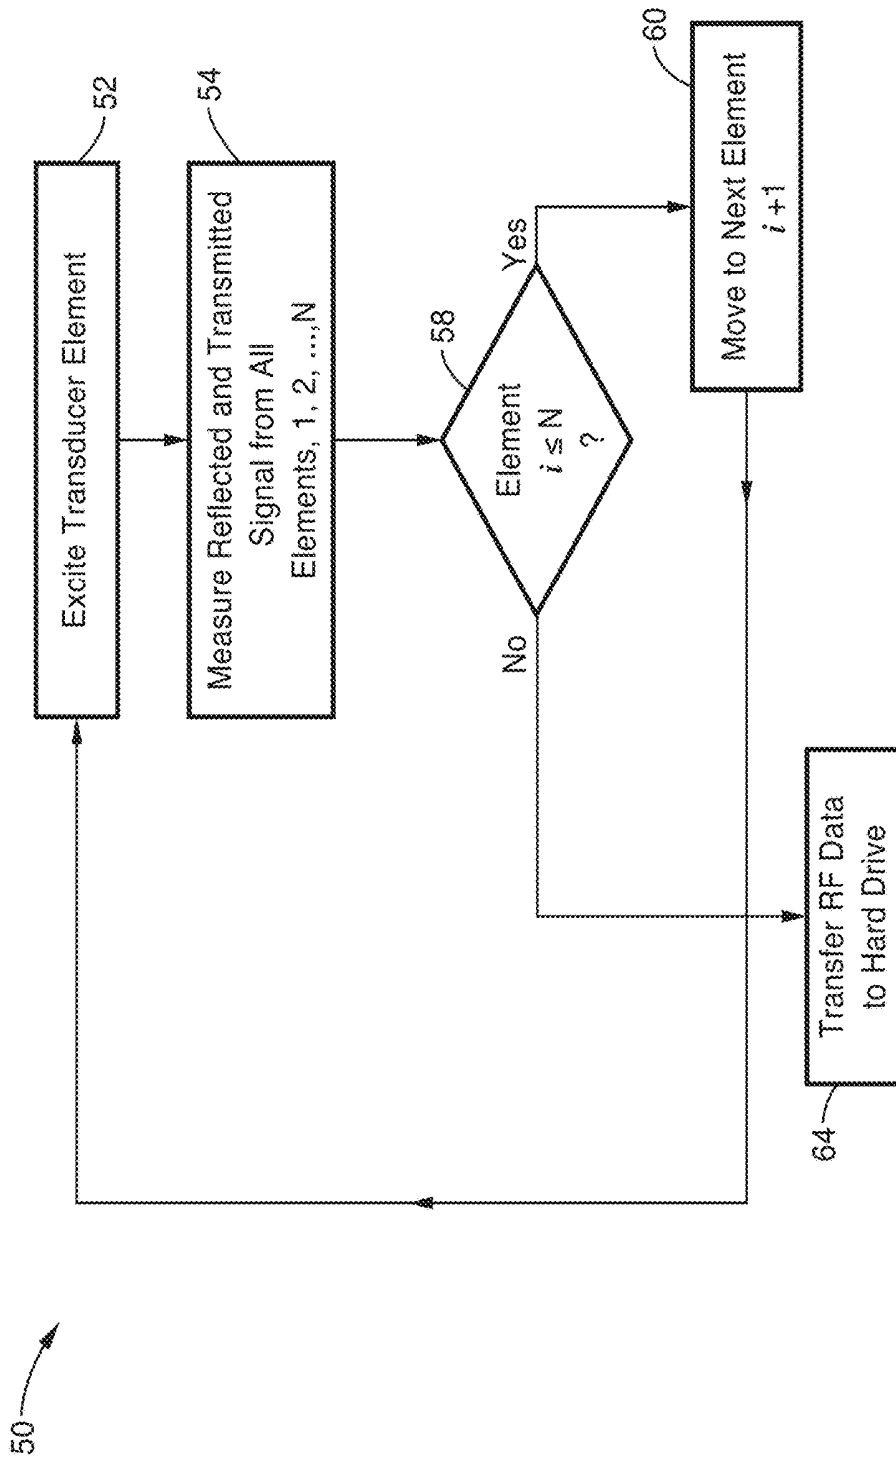 50
Excite Transducer Element
52
Measure Reflected and Transmitted
Signal from All
Elements, 1, 2, ...,N
54
Element
i ≤ N
?
58
Yes
No
Move to Next Element
i +1
60
Transfer RF Data
to Hard Drive
64